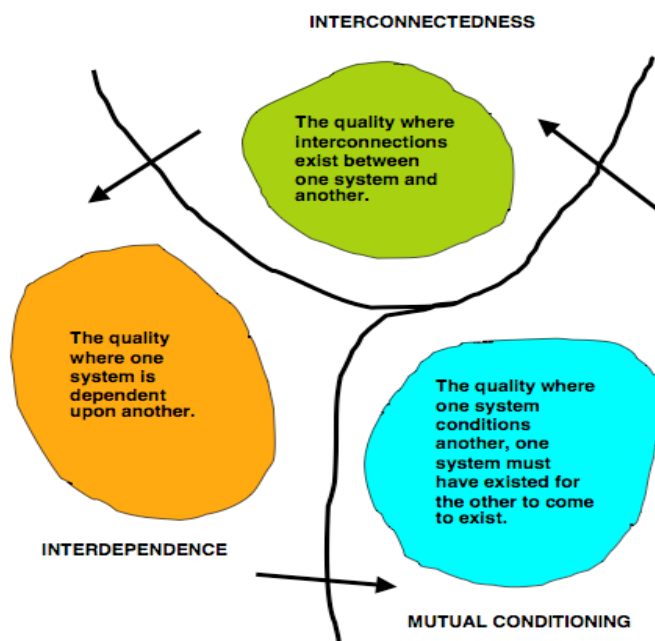 INTERCONNECTEDNESS
The quality where
interconnections
exist between
one system and
another.
The quality
where one
system is
dependent
upon another.
INTERDEPENDENCE
The quality where
one system
conditions
another, one
system must
have existed for
the other to come
to exist.
MUTUAL CONDITIONING